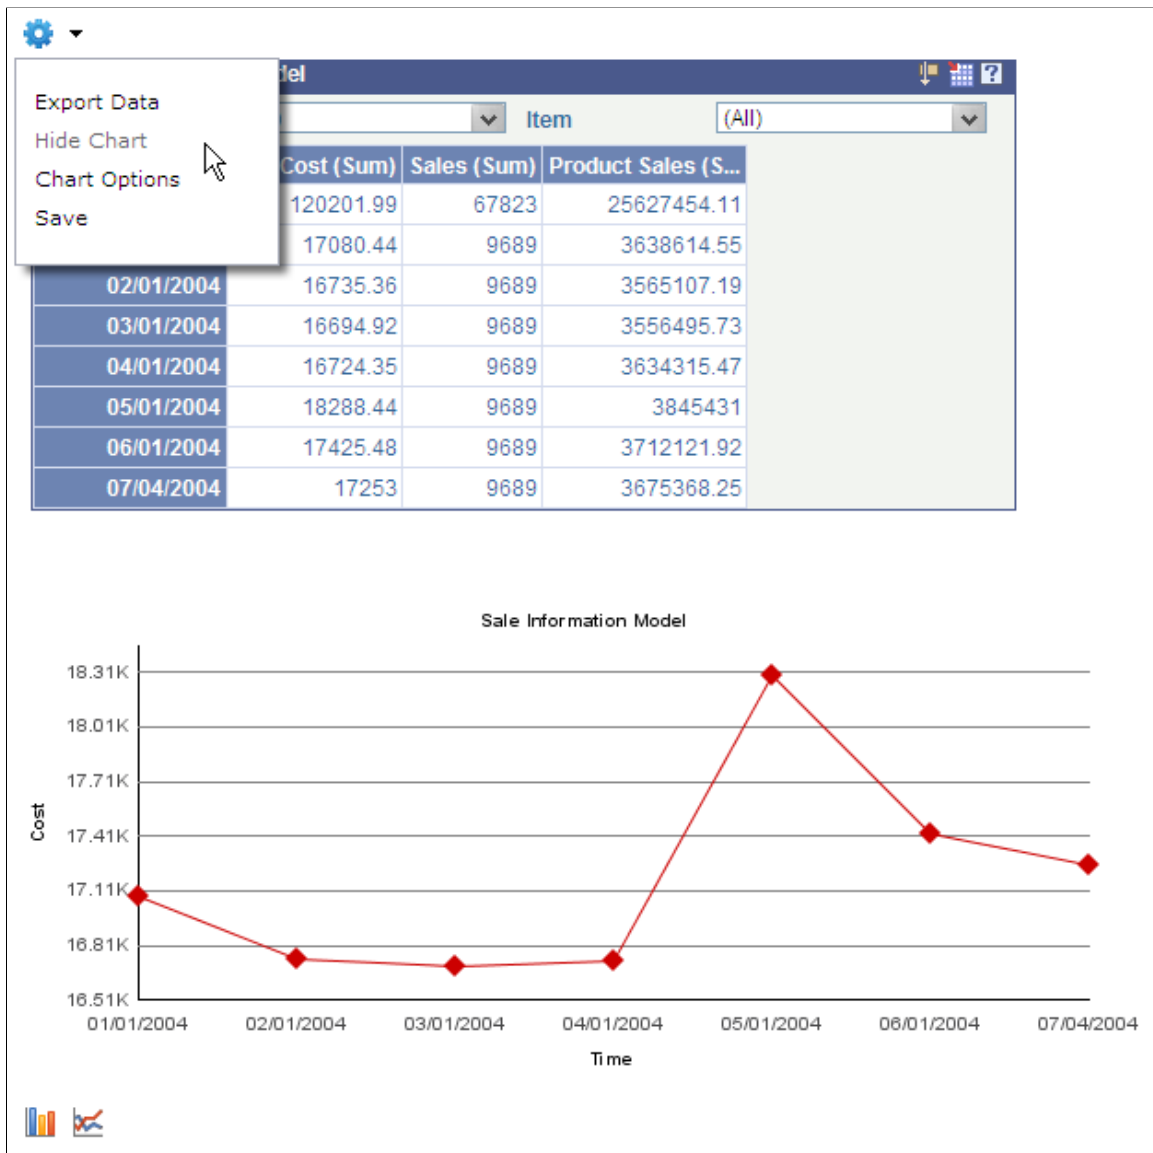 del
Export Data
Hide Chart
Chart Options
Save
Item (All)
Cost (Sum) Sales (Sum) Product Sales (S...
120201.99 67823 25627454.11
17080.44 9689 3638614.55
02/01/2004 16735.36 9689 3565107.19
03/01/2004 16694.92 9689 3556495.73
04/01/2004 16724.35 9689 3634315.47
05/01/2004 18288.44 9689 3845431
06/01/2004 17425.48 9689 3712121.92
07/04/2004 17253 9689 3675368.25
Sale Information Model
18.31K
18.01K
17.71K
17.41K
17.11K
16.81K
16.51K
Cost
01/01/2004 02/01/2004 03/01/2004 04/01/2004 05/01/2004 06/01/2004 07/04/2004
Time